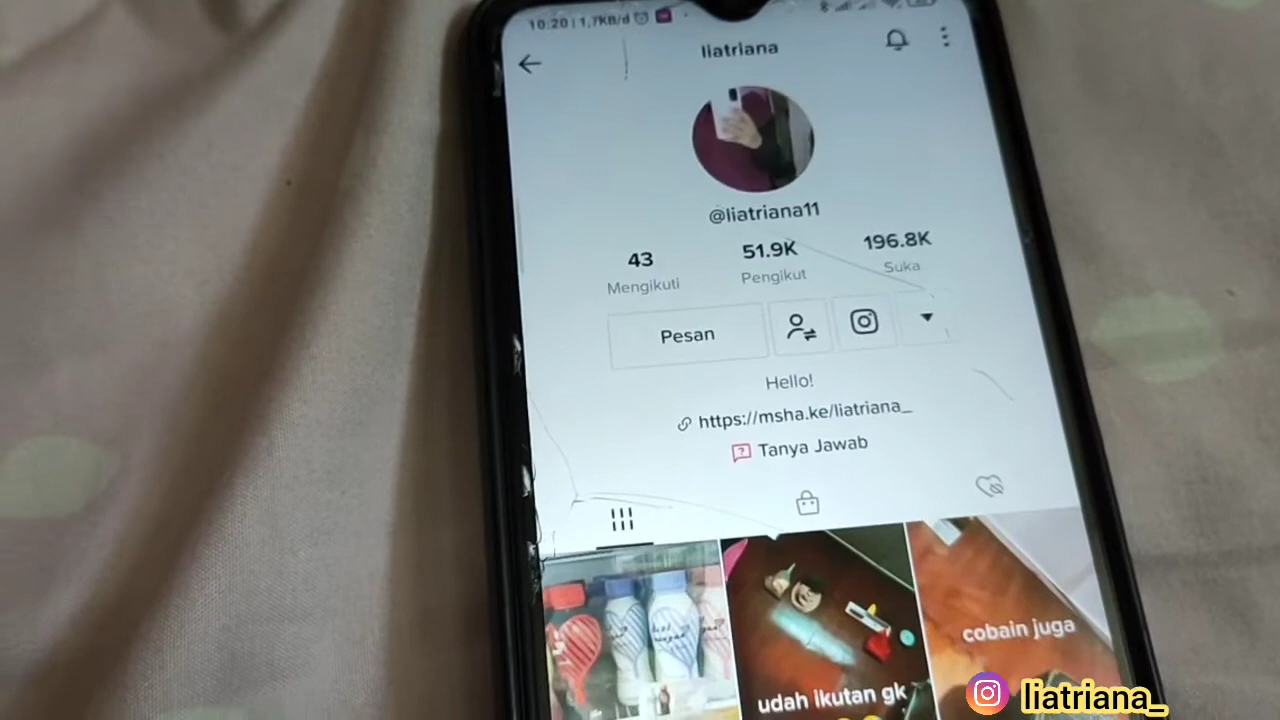 10:20 | 1,7KB/d
liatriana
@liatriana11
43
51.9K
196.8K
Mengikuti
Pengikut
Suka
Pesan
Hello!
https://msha.ke/liatriana_
Tanya Jawab
cobain juga
udah ikutan gk
liatriana_